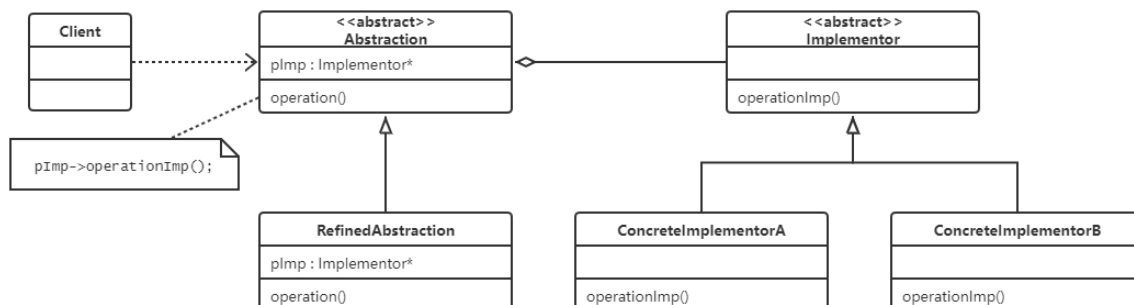 Client
<<abstract>>
Abstraction
pImp : Implementor*
operation()
<<abstract>>
Implementor
operationImp()
pImp->operationImp();
RefinedAbstraction
pImp : Implementor*
operation()
ConcreteImplementorA
operationImp()
ConcreteImplementorB
operationImp()